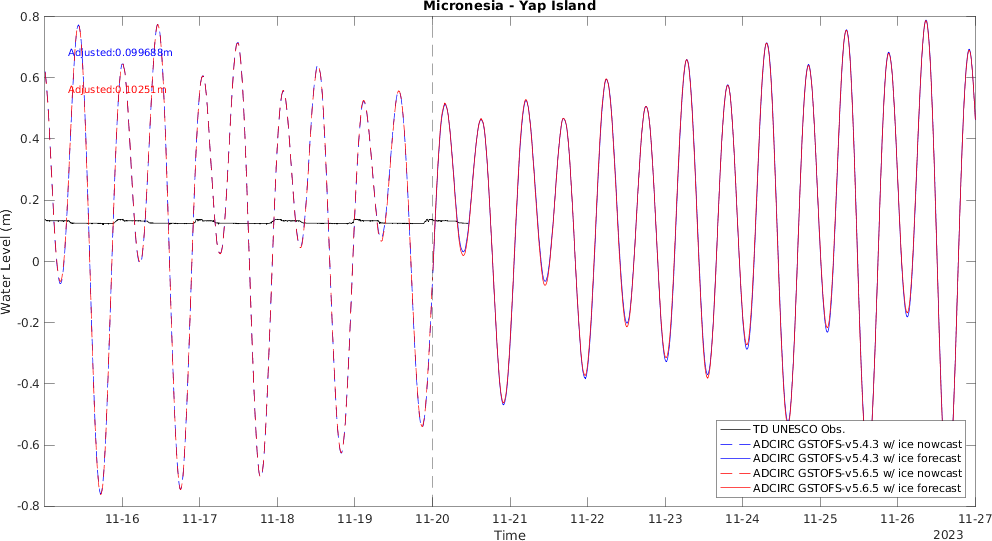 Micronesia - Yap Island
Adjusted:0.099688m
Adjusted:0.10251m
Water Level (m)
0.8
0.6
0.4
0.2
0
-0.2
-0.4
-0.6
-0.8
TD UNESCO Obs.
ADCIRC GSTOFS-v5.4.3 w/ ice nowcast
ADCIRC GSTOFS-v5.4.3 w/ ice forecast
ADCIRC GSTOFS-v5.6.5 w/ ice nowcast
ADCIRC GSTOFS-v5.6.5 w/ ice forecast
11-16 11-17 11-18 11-19 11-20 11-21 11-22 11-23 11-24 11-25 11-26 11-27
Time
2023